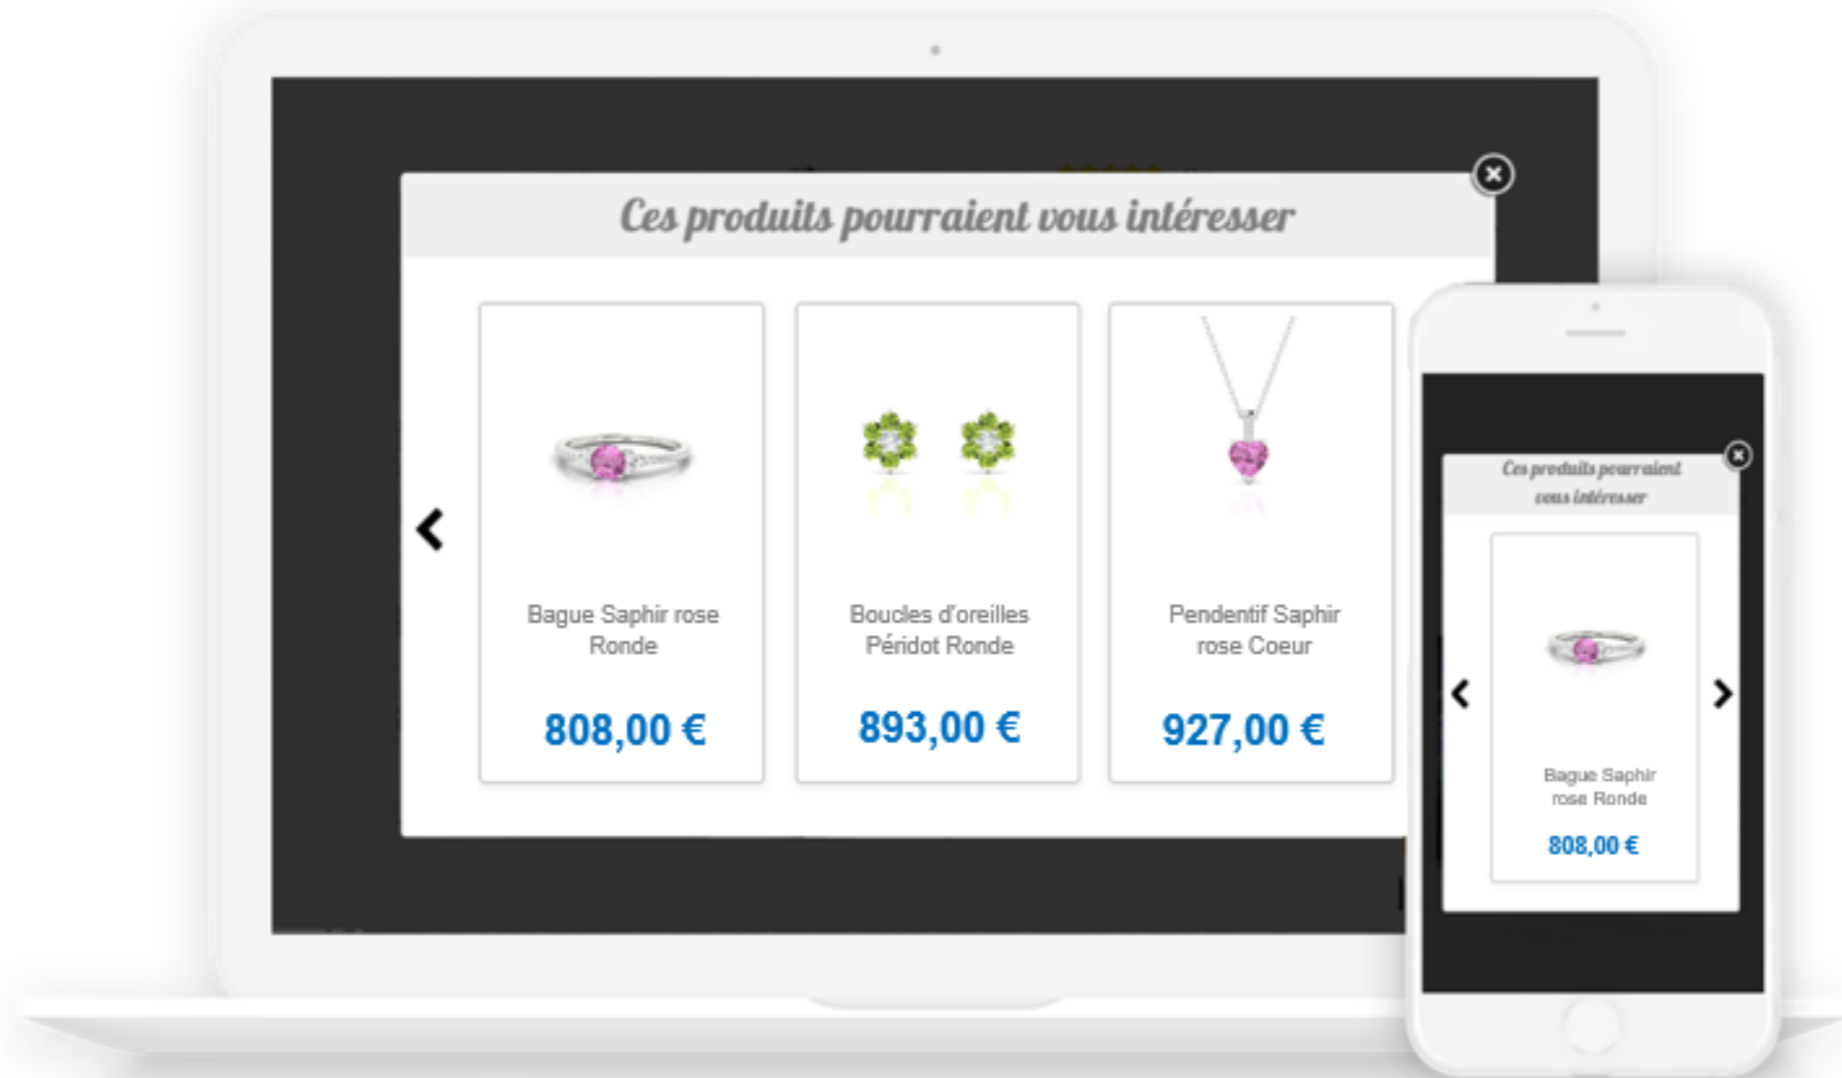 Ces produits pourraient vous intéresser
Bague Saphir rose
Ronde
808,00 €
Boucles d'oreilles
Péridot Ronde
893,00 €
Pendentif Saphir
rose Coeur
927,00 €
Ces produits pourraient
vous intéresser
Bague Saphir
rose Ronde
808,00 €